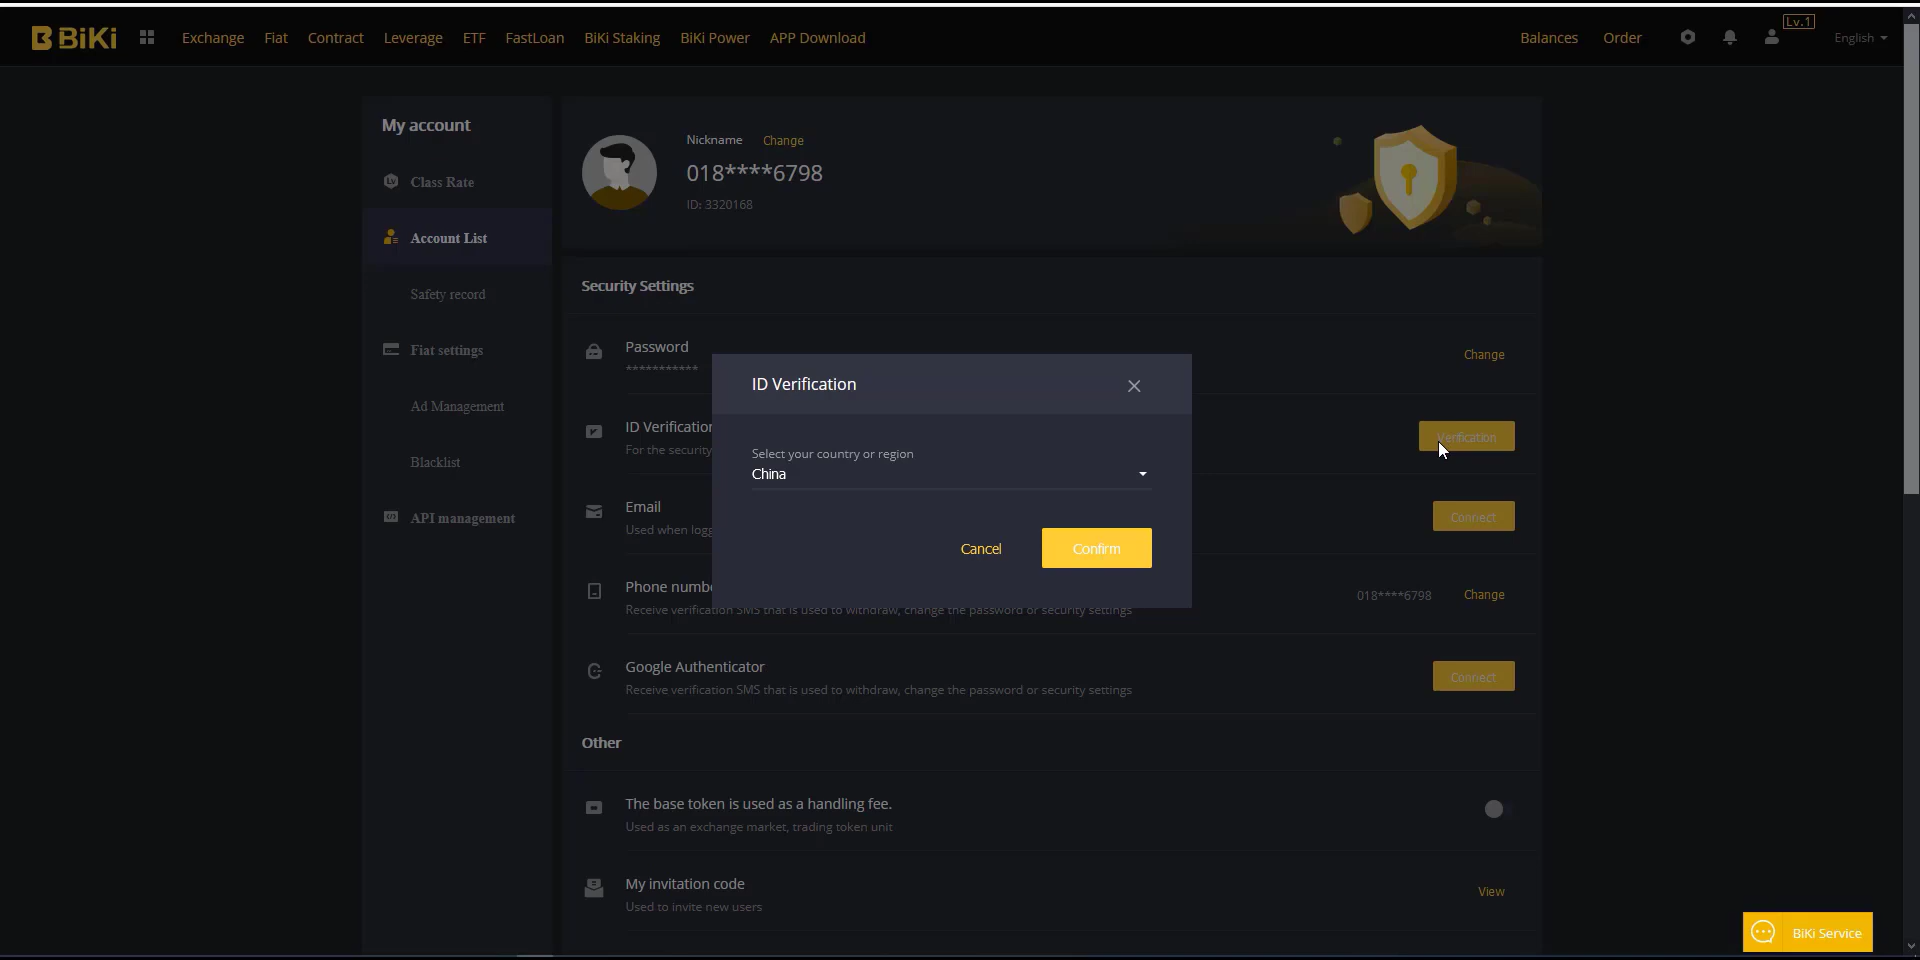 BiKi
Exchange Fiat Contract Leverage ETF FastLoan BiKi Staking BiKi Power APP Download
Balances Order Lv.1 English
My account
Class Rate
Account List
Safety record
Fiat settings
Ad Management
Blacklist
API management
Nickname Change
018****6798
ID: 3320168
Security Settings
Password
***********
Change
ID Verification
For the security
Verification
Email
Used when logg
Connect
Phone numbe
Receive verification SMS that is used to withdraw, change the password or security settings
018****6798 Change
Google Authenticator
Receive verification SMS that is used to withdraw, change the password or security settings
Connect
ID Verification
Select your country or region
China
Cancel Confirm
Other
The base token is used as a handling fee.
Used as an exchange market, trading token unit
My invitation code
Used to invite new users
View
BiKi Service